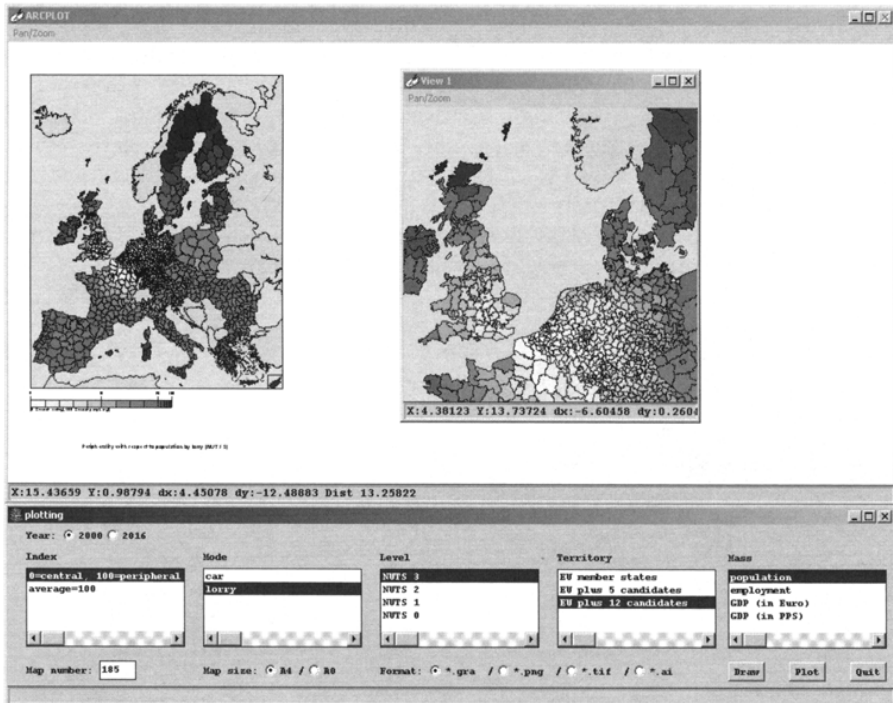 ARCPLOT
Pan/Zoom
View 1
Pan/Zoom
X:4.38123 Y:13.73724 dx:-6.60458 dy:0.2604
X:15.43659 Y:0.98794 dx:4.45078 dy:-12.48883 Dist 13.25822
plotting
Year: 2000 2016
Index Mode Level Territory Mass
0=central, 100=peripheral
average=100
car
lorry
NUTS 3
NUTS 2
NUTS 1
NUTS 0
EU member states
EU plus 5 candidates
EU plus 12 candidates
population
employment
GDP (in Euro)
GDP (in PPS)
Map number: 185 Map size: A4 / A0 Format: *.gra / *.png / *.tif / *.ai Draw Plot Quit